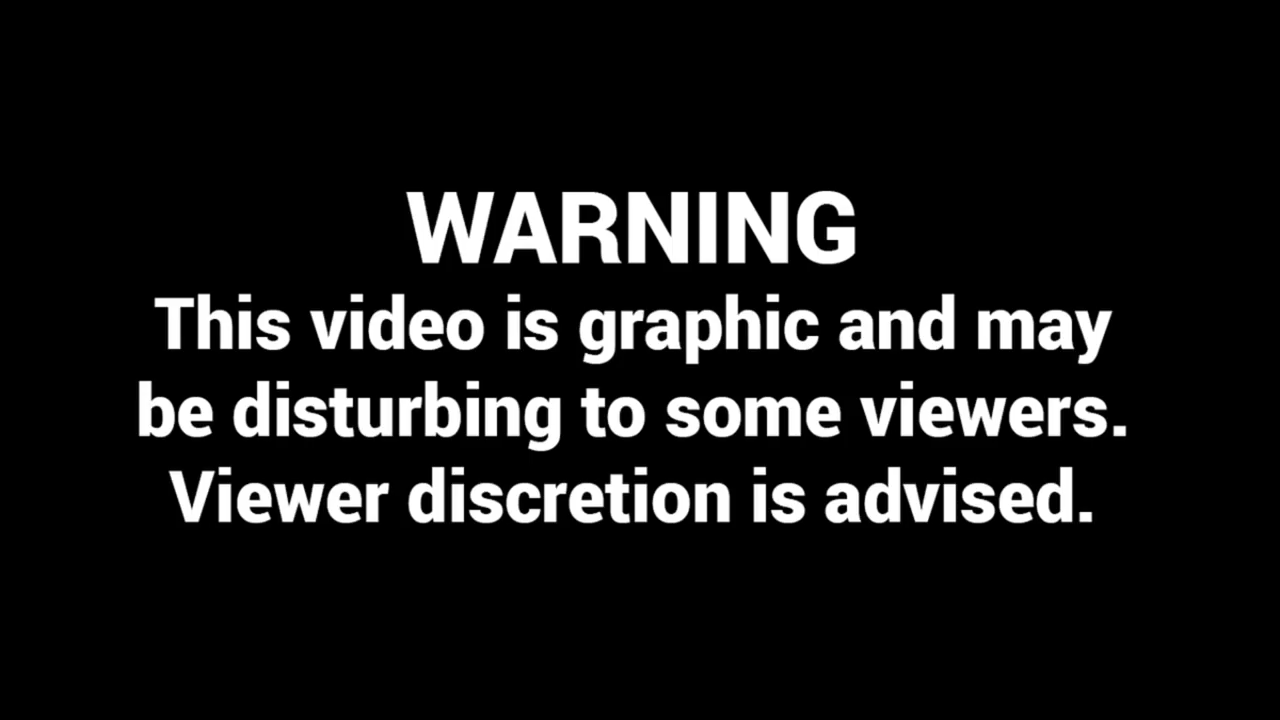 WARNING
This video is graphic and may
be disturbing to some viewers.
Viewer discretion is advised.